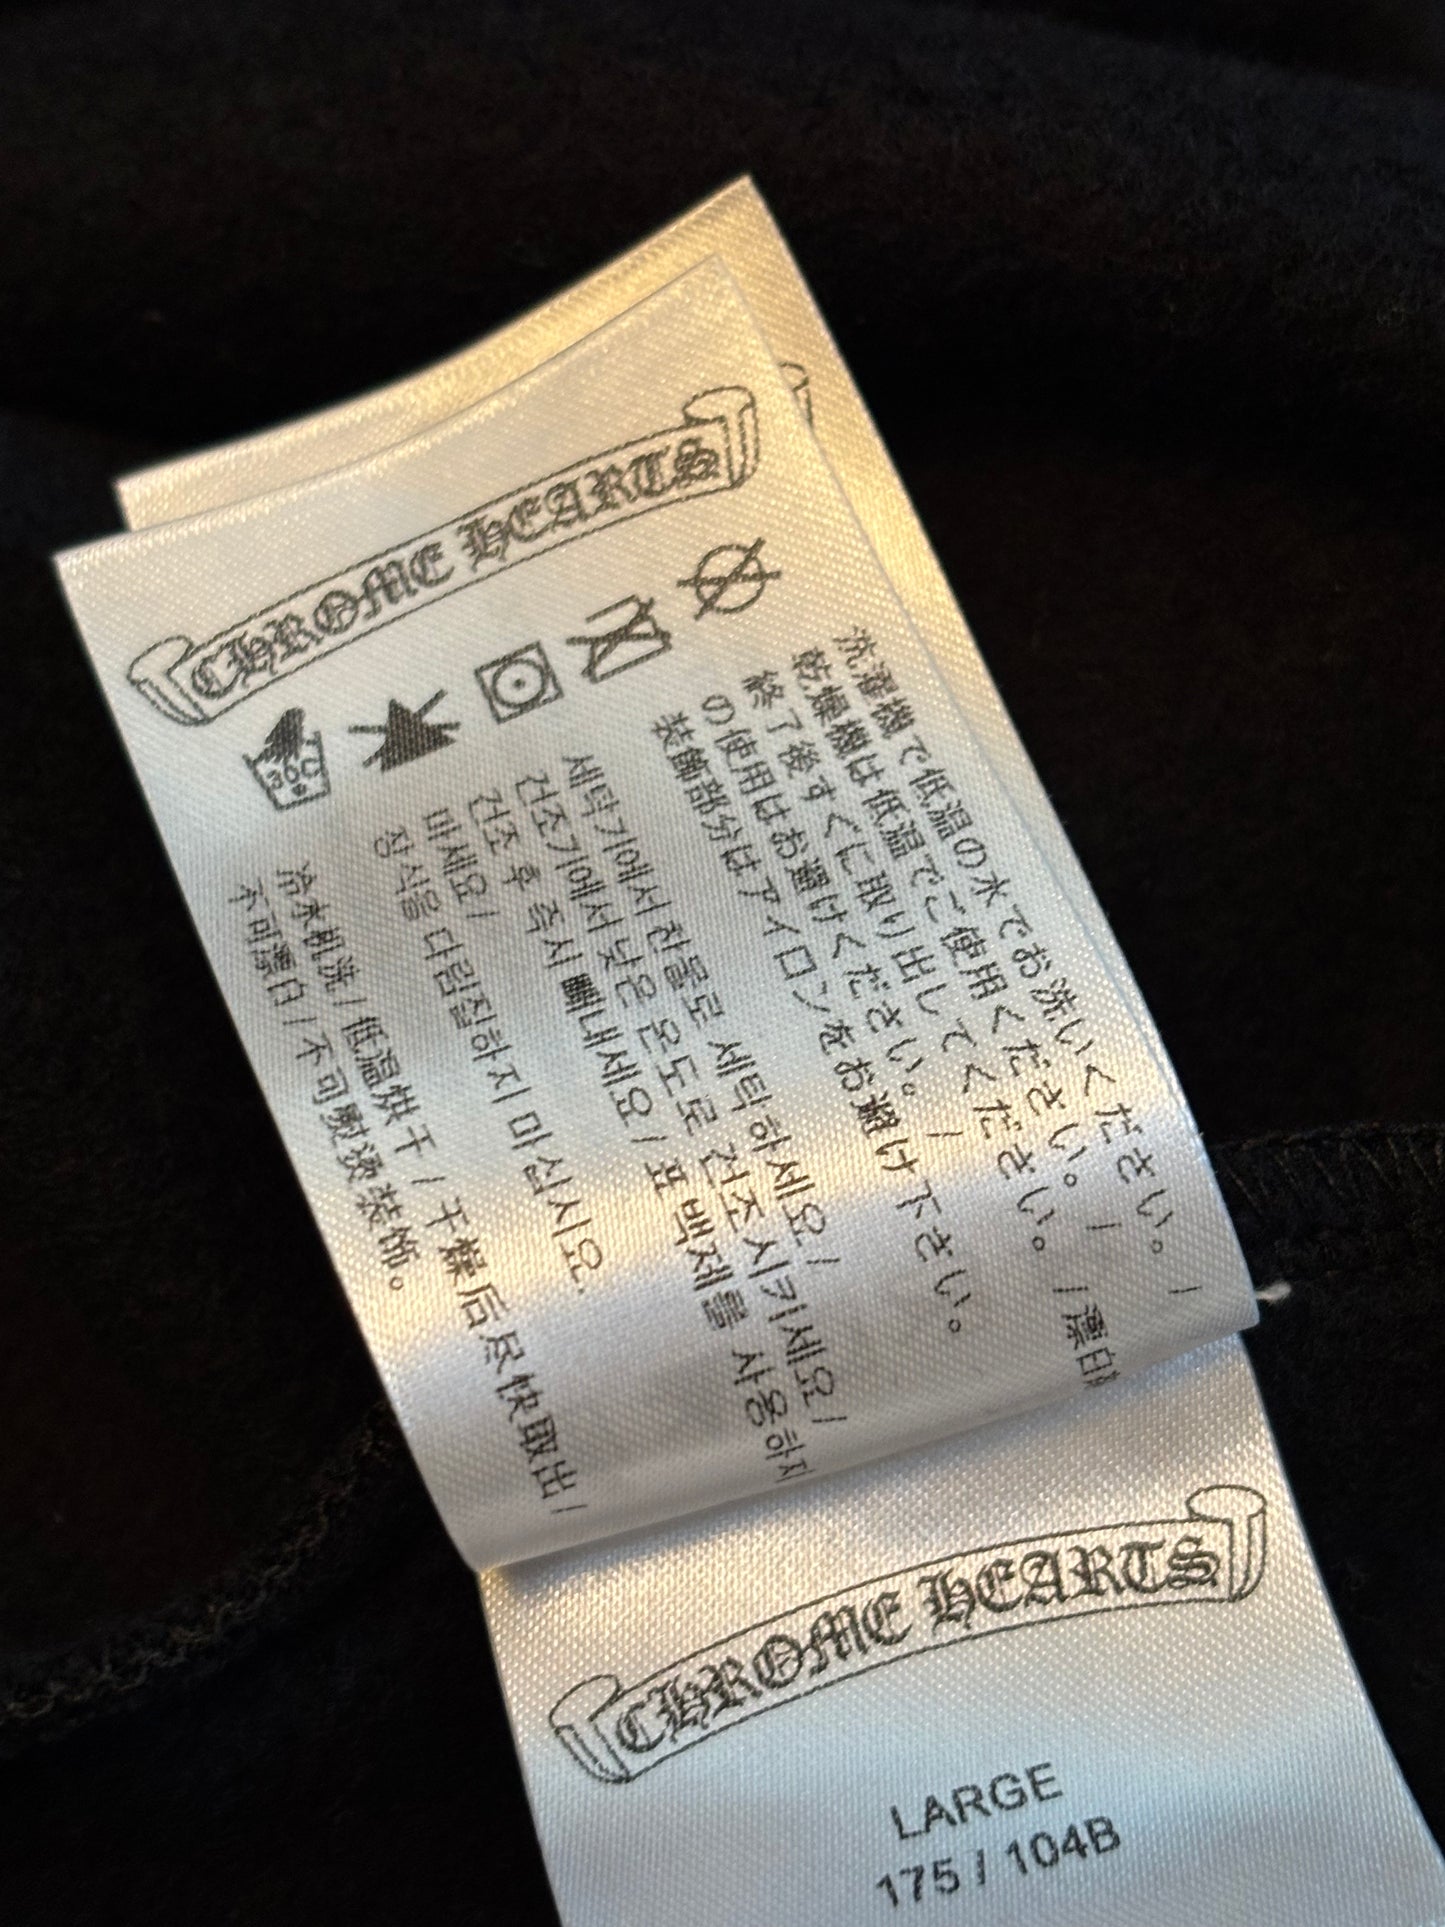 CHROME HEARTS
30C
洗濯機で低温の水でお洗いください。/
乾燥機は低温でご使用ください。/
終了後すぐに取り出してください。/ 漂白
の使用はお避けください。/
装飾部分はアイロンをお避け下さい。
세탁기에서 찬물로 세탁하세요/
건조기에서 낮은 온도로 건조시키세요/
건조 후 즉시 빼내세요/ 표백제를 사용하지
마세요/
장식을 다림질하지 마십시오.
冷水机洗/低温烘干/干燥后尽快取出/
不可漂白/不可熨烫装饰。
CHROME HEARTS
LARGE
175 / 104B